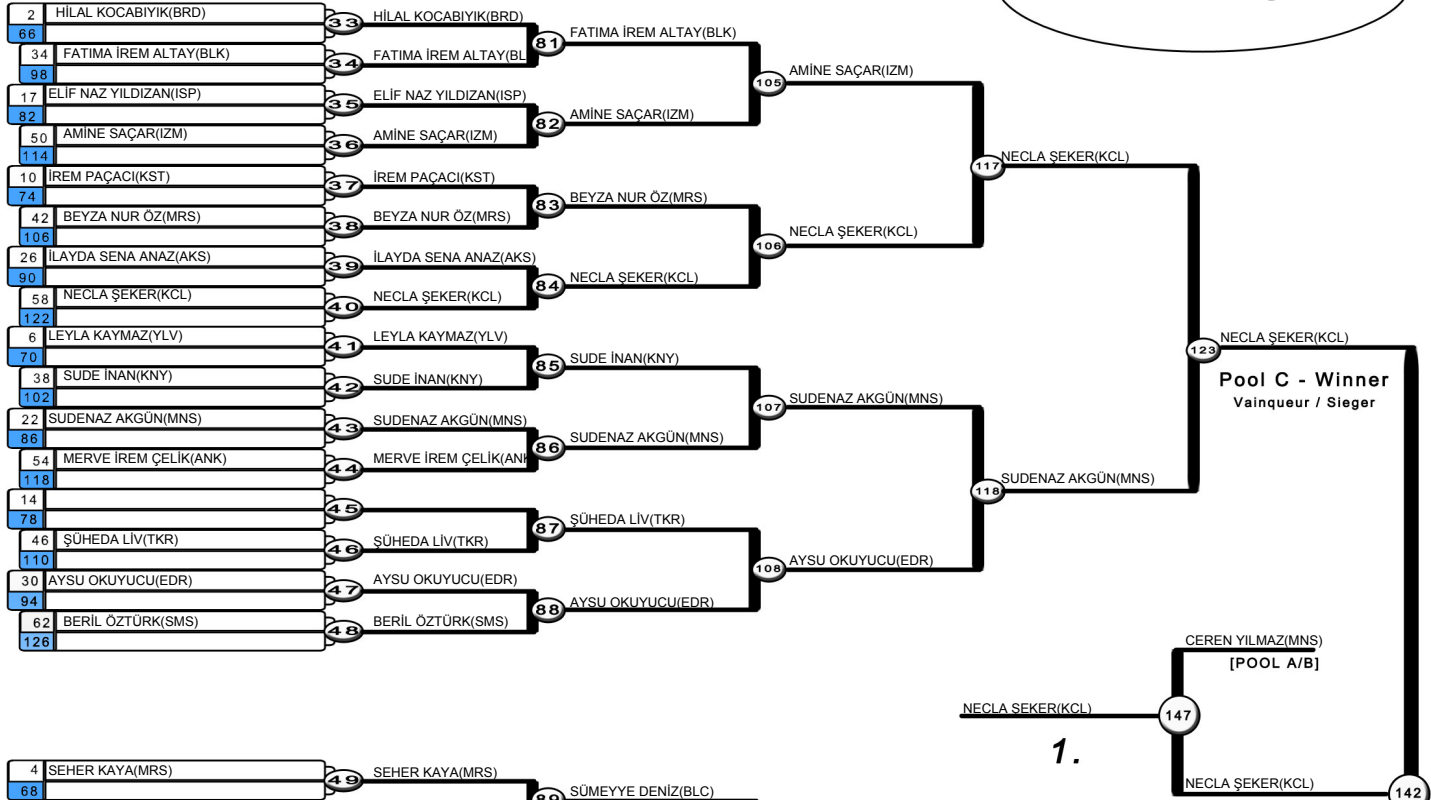 2 HİLAL KOCABIYIK(BRD) 33 HİLAL KOCABIYIK(BRD)
66
81 FATIMA İREM ALTAY(BLK)
34 FATIMA İREM ALTAY(BLK) 34 FATIMA İREM ALTAY(BL
98
105 AMİNE SAÇAR(IZM)
17 ELİF NAZ YILDIZAN(ISP) 35 ELİF NAZ YILDIZAN(ISP)
82
82 AMİNE SAÇAR(IZM)
50 AMİNE SAÇAR(IZM) 36 AMİNE SAÇAR(IZM)
114
117 NECLA ŞEKER(KCL)
10 İREM PAÇACI(KST) 37 İREM PAÇACI(KST)
74
83 BEYZA NUR ÖZ(MRS)
42 BEYZA NUR ÖZ(MRS) 38 BEYZA NUR ÖZ(MRS)
106
106 NECLA ŞEKER(KCL)
26 İLAYDA SENA ANAZ(AKS) 39 İLAYDA SENA ANAZ(AKS)
90
84 NECLA ŞEKER(KCL)
58 NECLA ŞEKER(KCL) 40 NECLA ŞEKER(KCL)
122
6 LEYLA KAYMAZ(YLV) 41 LEYLA KAYMAZ(YLV)
123 NECLA ŞEKER(KCL)
70
85 SUDE İNAN(KNY)
38 SUDE İNAN(KNY) 42 SUDE İNAN(KNY)
Pool C - Winner
102
Vainqueur / Sieger
107 SUDENAZ AKGÜN(MNS)
22 SUDENAZ AKGÜN(MNS) 43 SUDENAZ AKGÜN(MNS)
86
86 SUDENAZ AKGÜN(MNS)
54 MERVE İREM ÇELİK(ANK) 44 MERVE İREM ÇELİK(ANK
118
118 SUDENAZ AKGÜN(MNS)
14 45
78
87 ŞÜHEDA LİV(TKR)
46 ŞÜHEDA LİV(TKR) 46 ŞÜHEDA LİV(TKR)
110
108 AYSU OKUYUCU(EDR)
30 AYSU OKUYUCU(EDR) 47 AYSU OKUYUCU(EDR)
94
88 AYSU OKUYUCU(EDR)
62 BERİL ÖZTÜRK(SMS) 48 BERİL ÖZTÜRK(SMS)
126
CEREN YILMAZ(MNS)
[POOL A/B]
NECLA ŞEKER(KCL) 147
1.
4 SEHER KAYA(MRS) 49 SEHER KAYA(MRS)
68
89 SÜMEYYE DENİZ(BLC)
NECLA ŞEKER(KCL) 142